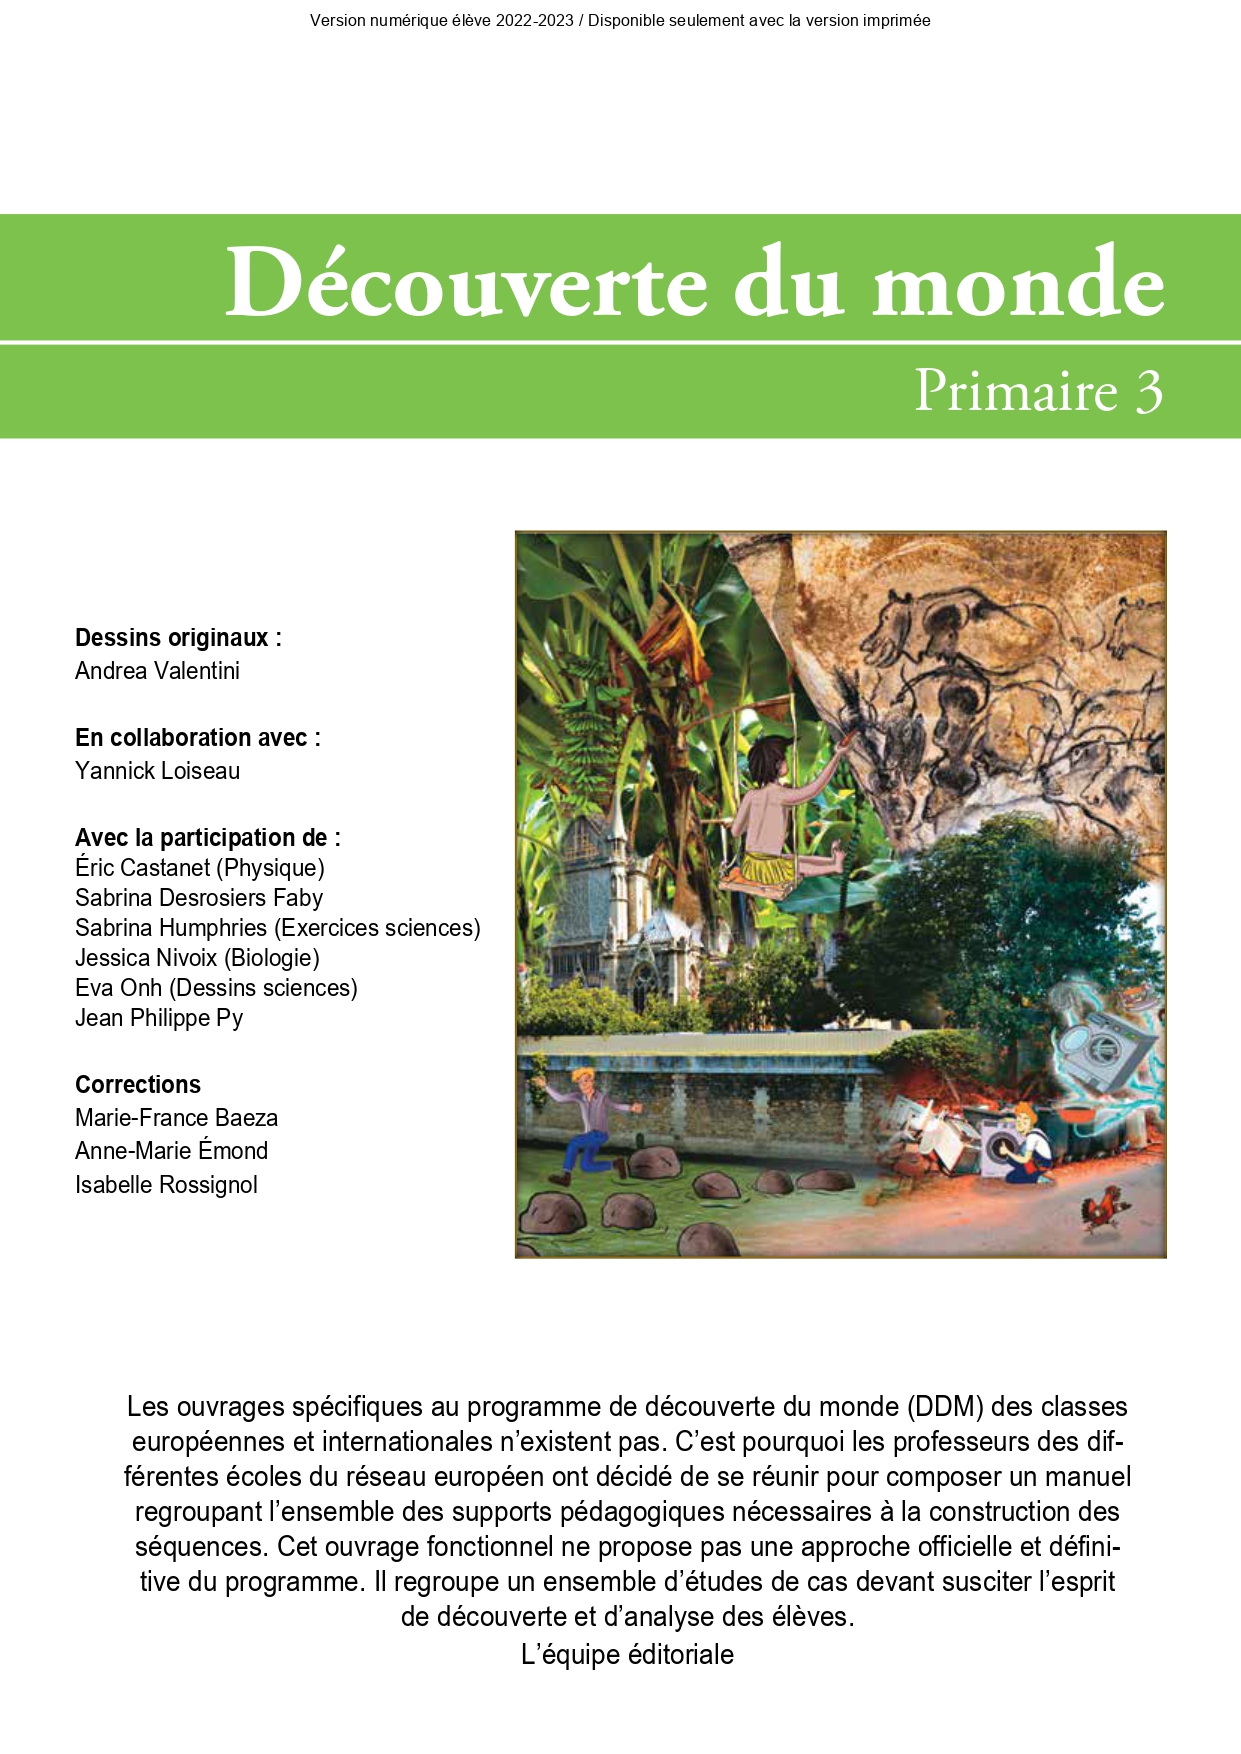 Version numérique élève 2022-2023 / Disponible seulement avec la version imprimée
Découverte du monde
Primaire 3
Dessins originaux :
Andrea Valentini
En collaboration avec :
Yannick Loiseau
Avec la participation de :
Éric Castanet (Physique)
Sabrina Desrosiers Faby
Sabrina Humphries (Exercices sciences)
Jessica Nivoix (Biologie)
Eva Onh (Dessins sciences)
Jean Philippe Py
Corrections
Marie-France Baeza
Anne-Marie Émond
Isabelle Rossignol
Les ouvrages spécifiques au programme de découverte du monde (DDM) des classes
européennes et internationales n’existent pas. C’est pourquoi les professeurs des dif-
férentes écoles du réseau européen ont décidé de se réunir pour composer un manuel
regroupant l’ensemble des supports pédagogiques nécessaires à la construction des
séquences. Cet ouvrage fonctionnel ne propose pas une approche officielle et défini-
tive du programme. Il regroupe un ensemble d’études de cas devant susciter l’esprit
de découverte et d’analyse des élèves.
L’équipe éditoriale